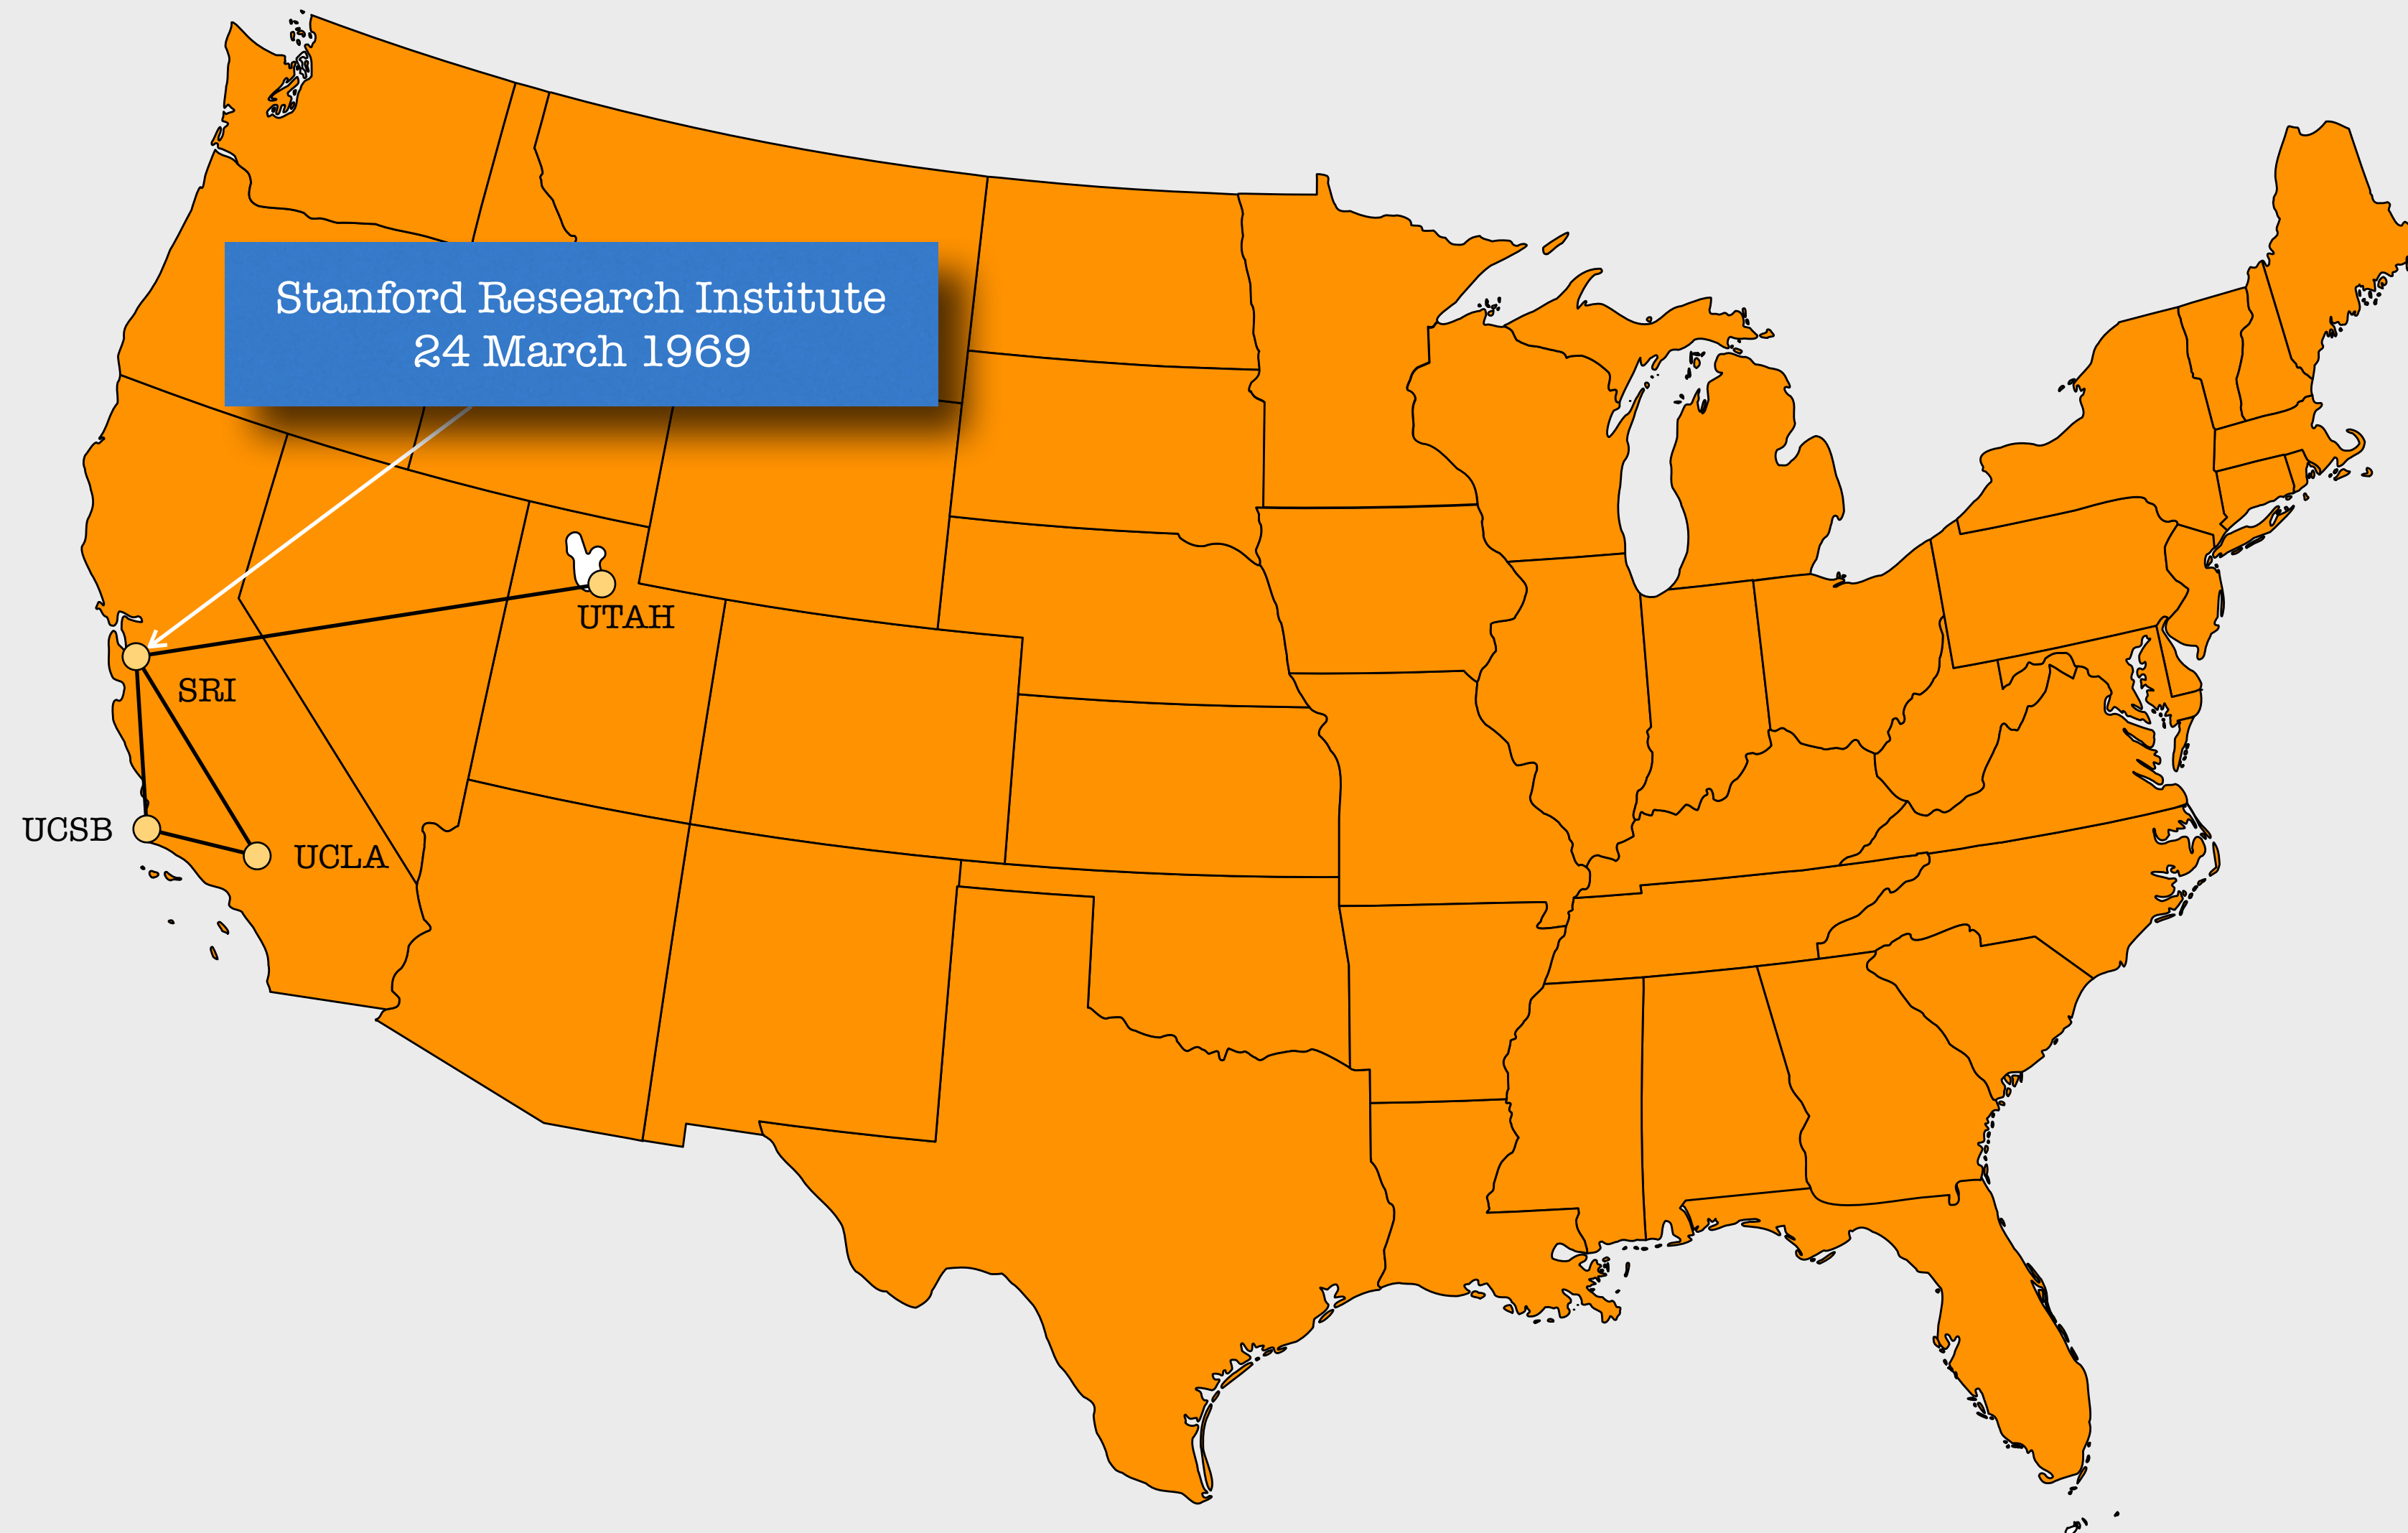 Stanford Research Institute
24 March 1969
UTAH
SRI
UCSB
UCLA